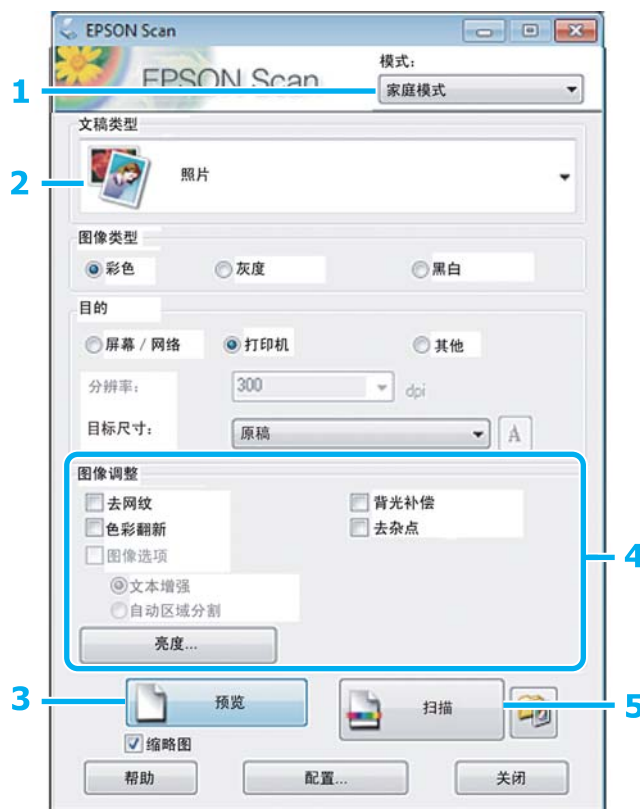 EPSON Scan
EPSON Scan
模式：
1
家庭模式
文稿类型
2
照片
图像类型
彩色 灰度 黑白
目的
屏幕 / 网络 打印机 其他
分辨率： 300 dpi
目标尺寸： 原稿 A
图像调整
去网纹 背光补偿
色彩翻新 去杂点
图像选项
4
文本增强
自动区域分割
亮度...
3 预览 扫描 5
缩略图
帮助 配置... 关闭